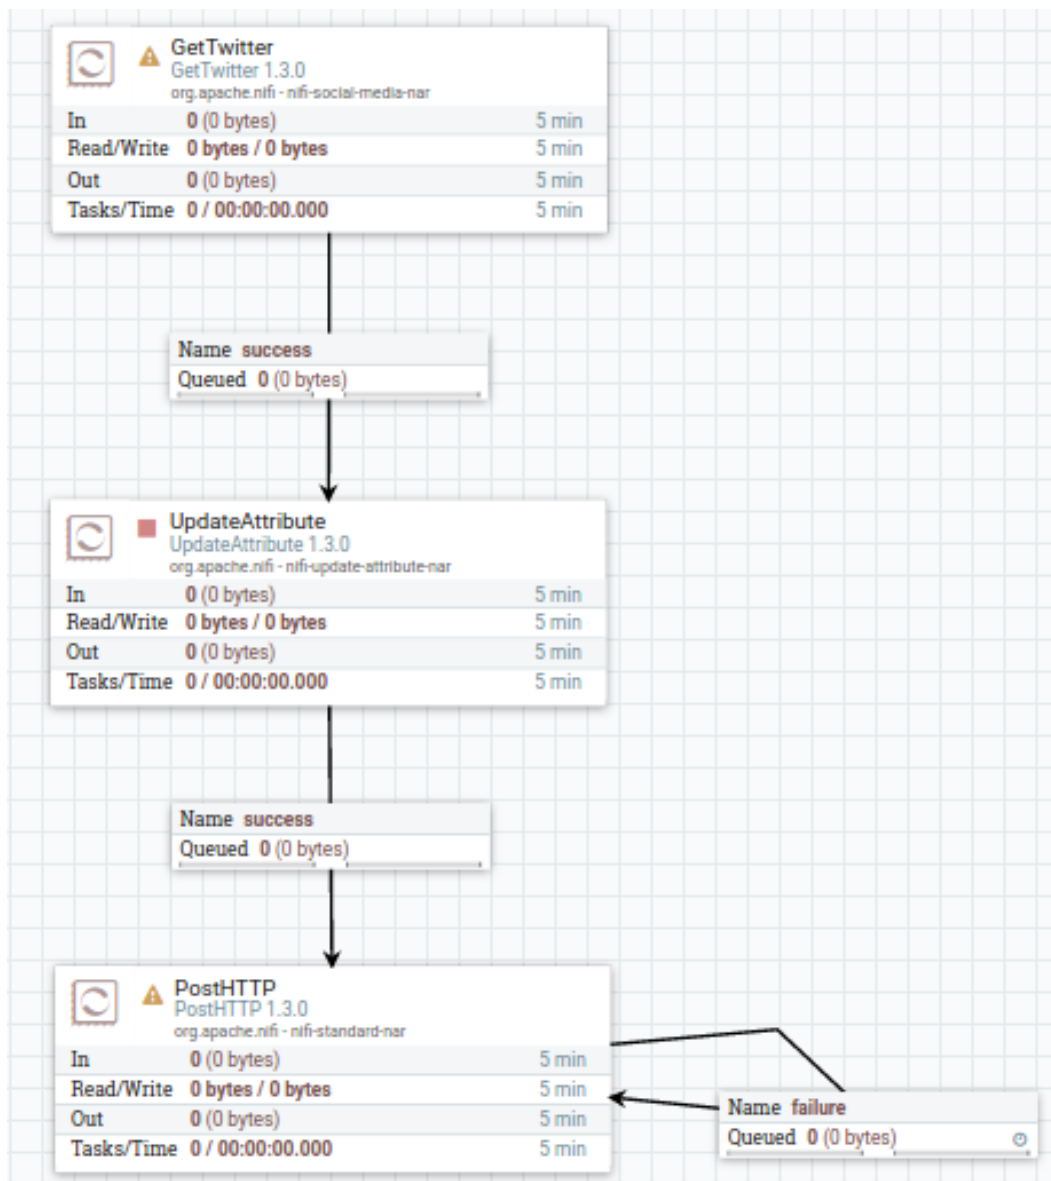 GetTwitter
GetTwitter 1.3.0
org.apache.nifi - nifi-social-media-nar
In 0 (0 bytes) 5 min
Read/Write 0 bytes / 0 bytes 5 min
Out 0 (0 bytes) 5 min
Tasks/Time 0 / 00:00:00.000 5 min
Name success
Queued 0 (0 bytes)
UpdateAttribute
UpdateAttribute 1.3.0
org.apache.nifi - nifi-update-attribute-nar
In 0 (0 bytes) 5 min
Read/Write 0 bytes / 0 bytes 5 min
Out 0 (0 bytes) 5 min
Tasks/Time 0 / 00:00:00.000 5 min
Name success
Queued 0 (0 bytes)
PostHTTP
PostHTTP 1.3.0
org.apache.nifi - nifi-standard-nar
In 0 (0 bytes) 5 min
Read/Write 0 bytes / 0 bytes 5 min
Out 0 (0 bytes) 5 min
Tasks/Time 0 / 00:00:00.000 5 min
Name failure
Queued 0 (0 bytes)